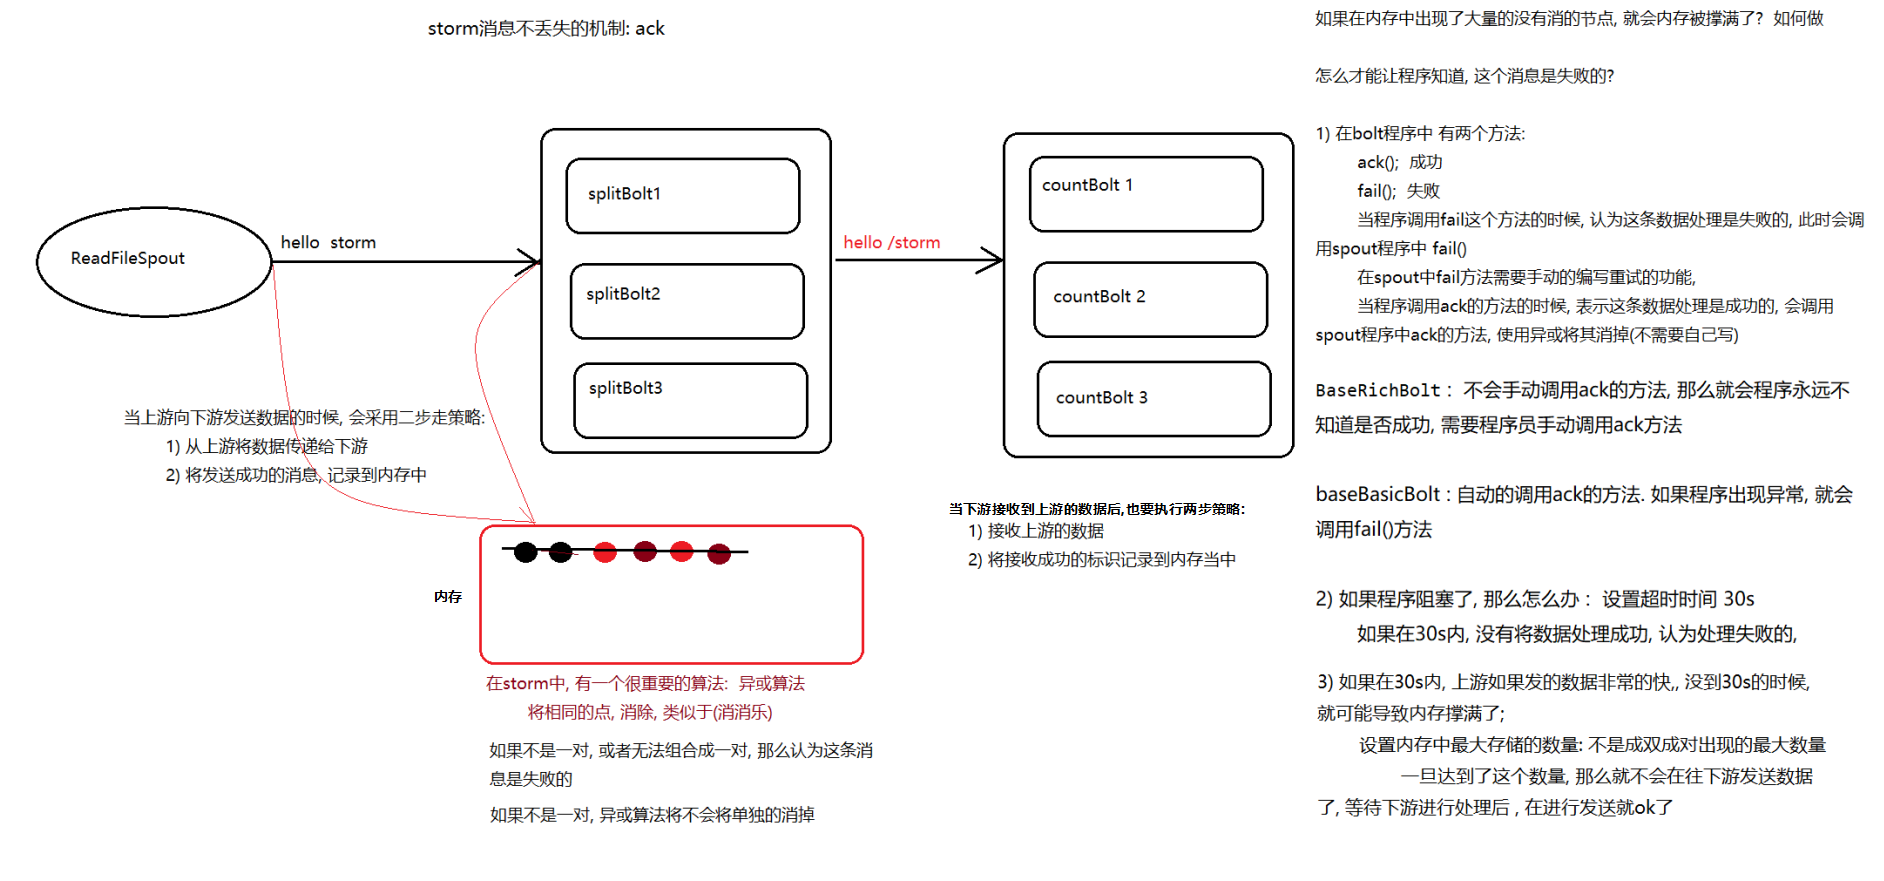 storm消息不丢失的机制: ack
ReadFileSpout
hello  storm
splitBolt1
splitBolt2
splitBolt3
hello /storm
countBolt 1
countBolt 2
countBolt 3
当上游向下游发送数据的时候, 会采用二步走策略:
1) 从上游将数据传递给下游
2) 将发送成功的消息, 记录到内存中
当下游接收到上游的数据后,也要执行两步策略:
1) 接收上游的数据
2) 将接收成功的标识记录到内存当中
内存
在storm中, 有一个很重要的算法:  异或算法
将相同的点, 消除, 类似于(消消乐)
如果不是一对, 或者无法组合成一对, 那么认为这条消
息是失败的
如果不是一对, 异或算法将不会将单独的消掉
如果在内存中出现了大量的没有消的节点, 就会内存被撑满了?  如何做
怎么才能让程序知道, 这个消息是失败的?
1) 在bolt程序中 有两个方法:
ack();  成功
fail();  失败
当程序调用fail这个方法的时候, 认为这条数据处理是失败的, 此时会调
用spout程序中 fail()
在spout中fail方法需要手动的编写重试的功能,
当程序调用ack的方法的时候, 表示这条数据处理是成功的, 会调用
spout程序中ack的方法, 使用异或将其消掉(不需要自己写)
BaseRichBolt :  不会手动调用ack的方法, 那么就会程序永远不
知道是否成功, 需要程序员手动调用ack方法
baseBasicBolt : 自动的调用ack的方法. 如果程序出现异常, 就会
调用fail()方法
2) 如果程序阻塞了, 那么怎么办 :  设置超时时间 30s
如果在30s内, 没有将数据处理成功, 认为处理失败的,
3) 如果在30s内, 上游如果发的数据非常的快,, 没到30s的时候,
就可能导致内存撑满了;
设置内存中最大存储的数量: 不是成双成对出现的最大数量
一旦达到了这个数量, 那么就不会在往下游发送数据
了, 等待下游进行处理后 , 在进行发送就ok了